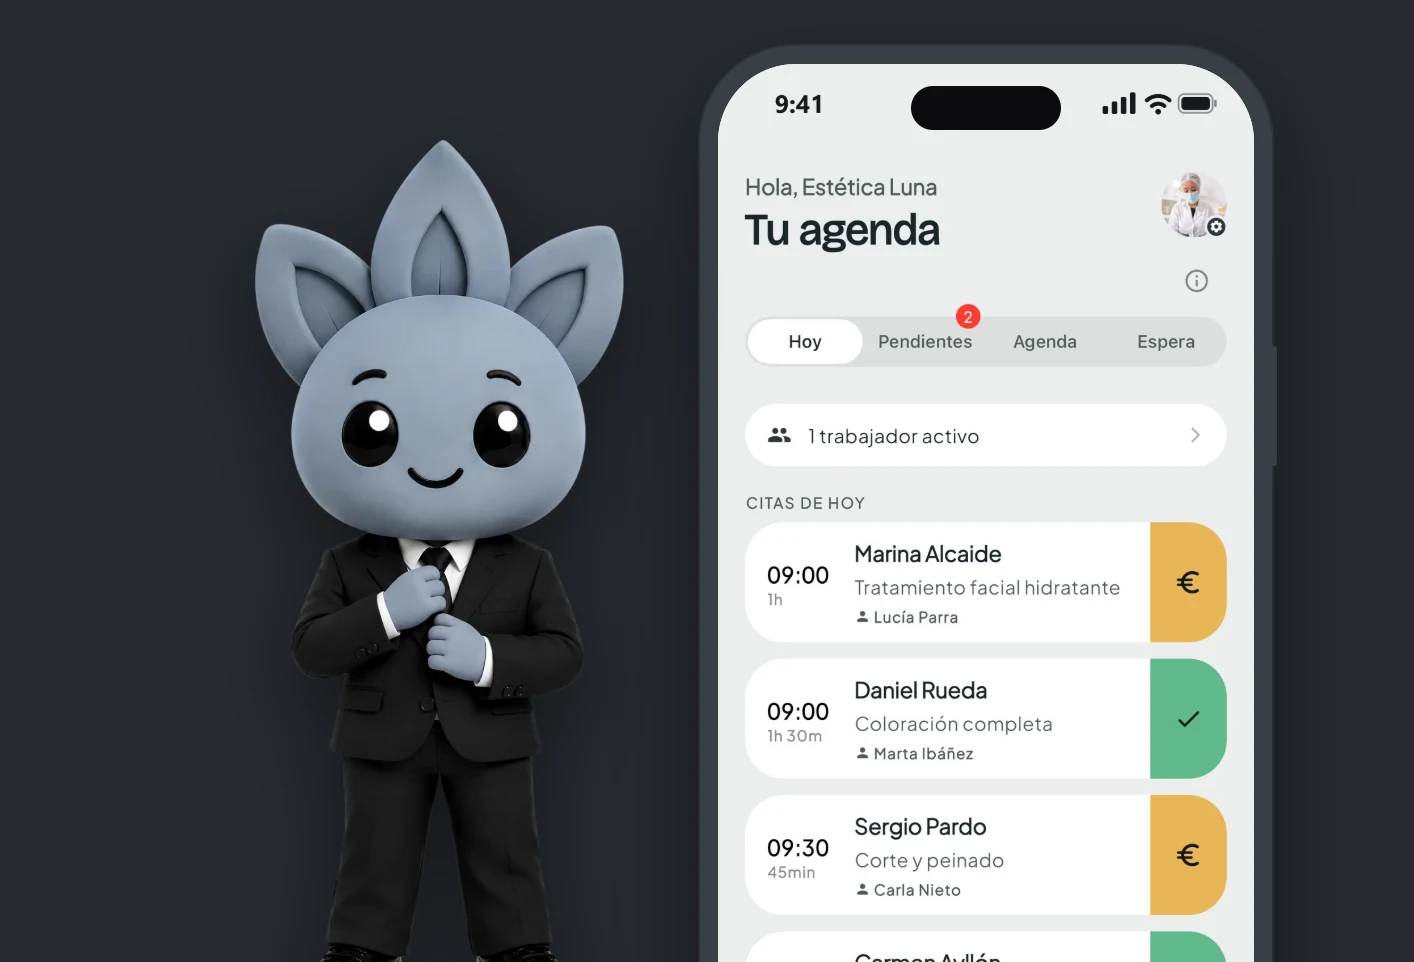 9:41
Hola, Estética Luna
Tu agenda
2
Hoy Pendientes Agenda Espera
1 trabajador activo
CITAS DE HOY
Marina Alcaide
09:00
Tratamiento facial hidratante
1h
Lucía Parra
€
Daniel Rueda
09:00
Coloración completa
1h 30m
Marta Ibáñez
Sergio Pardo
09:30
Corte y peinado
45min
Carla Nieto
€
Carmen Ayllón